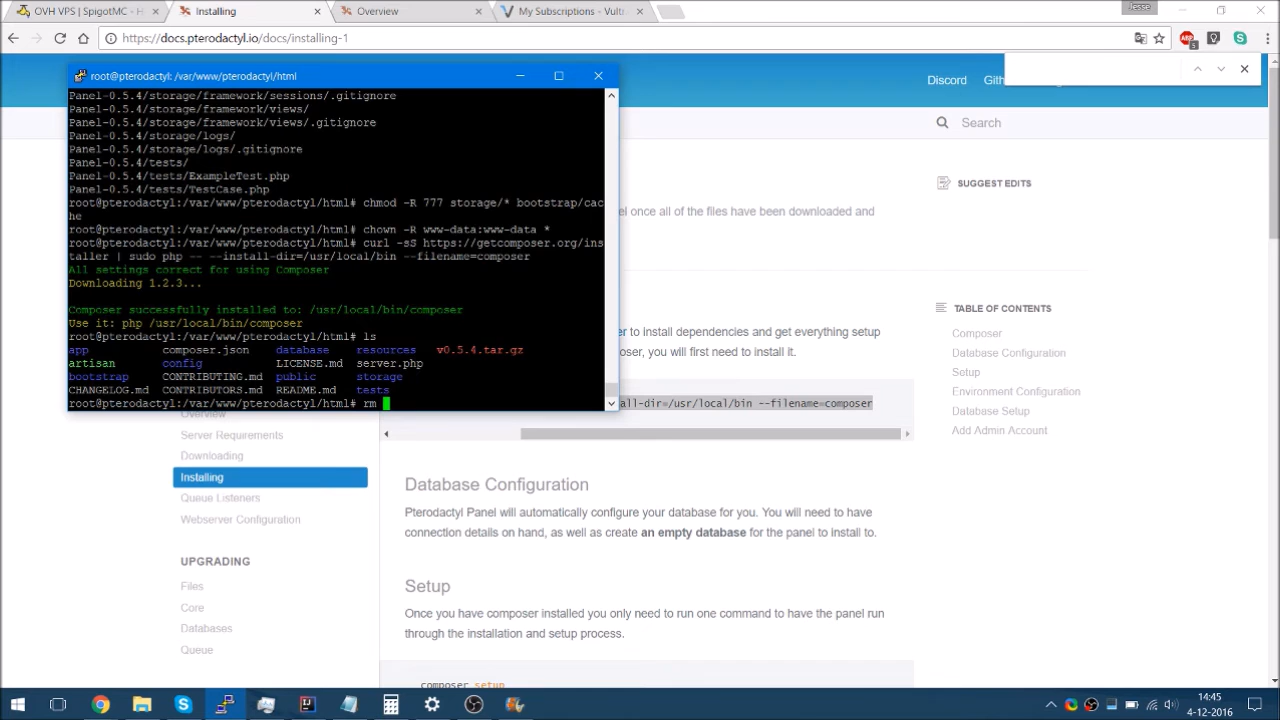 OVH VPS | SpigotMC -
Installing
Overview
My Subscriptions - Vultr
Jesse
https://docs.pterodactyl.io/docs/installing-1
root@pterodactyl: /var/www/pterodactyl/html
Discord
Panel-0.5.4/storage/framework/sessions/.gitignore
Panel-0.5.4/storage/framework/views/
Panel-0.5.4/storage/framework/views/.gitignore
Panel-0.5.4/storage/logs/
Panel-0.5.4/storage/logs/.gitignore
Panel-0.5.4/tests/
Panel-0.5.4/tests/ExampleTest.php
Panel-0.5.4/tests/TestCase.php
root@pterodactyl:/var/www/pterodactyl/html# chmod -R 777 storage/* bootstrap/cac
he
root@pterodactyl:/var/www/pterodactyl/html# chown -R www-data:www-data *
root@pterodactyl:/var/www/pterodactyl/html# curl -sS https://getcomposer.org/ins
taller | sudo php -- --install-dir=/usr/local/bin --filename=composer
All settings correct for using Composer
Downloading 1.2.3...
Composer successfully installed to: /usr/local/bin/composer
Use it: php /usr/local/bin/composer
root@pterodactyl:/var/www/pterodactyl/html# ls
app composer.json database resources v0.5.4.tar.gz
artisan config LICENSE.md server.php
bootstrap CONTRIBUTING.md public storage
CHANGELOG.md CONTRIBUTORS.md README.md tests
root@pterodactyl:/var/www/pterodactyl/html# rm
Search
SUGGEST EDITS
el once all of the files have been downloaded and
er to install dependencies and get everything setup
oser, you will first need to install it.
all-dir=/usr/local/bin --filename=composer
TABLE OF CONTENTS
Composer
Database Configuration
Setup
Environment Configuration
Database Setup
Add Admin Account
Overview
Server Requirements
Downloading
Installing
Queue Listeners
Webserver Configuration
UPGRADING
Files
Core
Databases
Queue
Database Configuration
Pterodactyl Panel will automatically configure your database for you. You will need to have
connection details on hand, as well as create an empty database for the panel to install to.
Setup
Once you have composer installed you only need to run one command to have the panel run
through the installation and setup process.
composer setup
14:45
4-12-2016